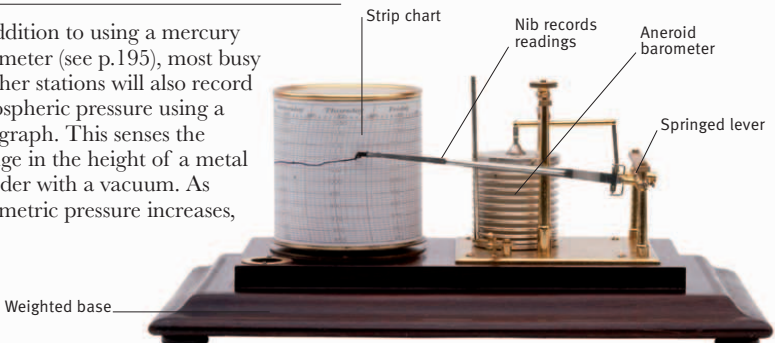 ddition to using a mercury
meter (see p.195), most busy
ther stations will also record
ospheric pressure using a
graph. This senses the
ge in the height of a metal
der with a vacuum. As
metric pressure increases,
Strip chart
Nib records
readings
Aneroid
barometer
Springed lever
Weighted base